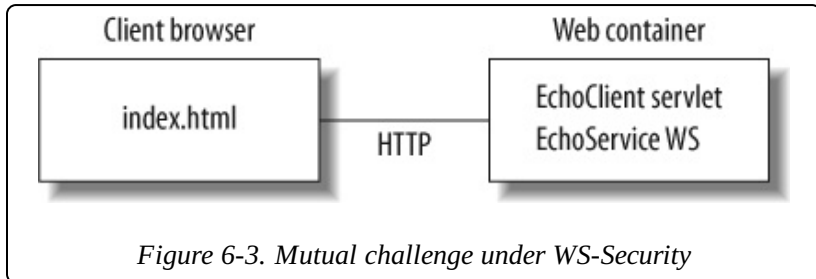 Client browser
Web container
index.html
HTTP
EchoClient servlet
EchoService WS
Figure 6-3. Mutual challenge under WS-Security